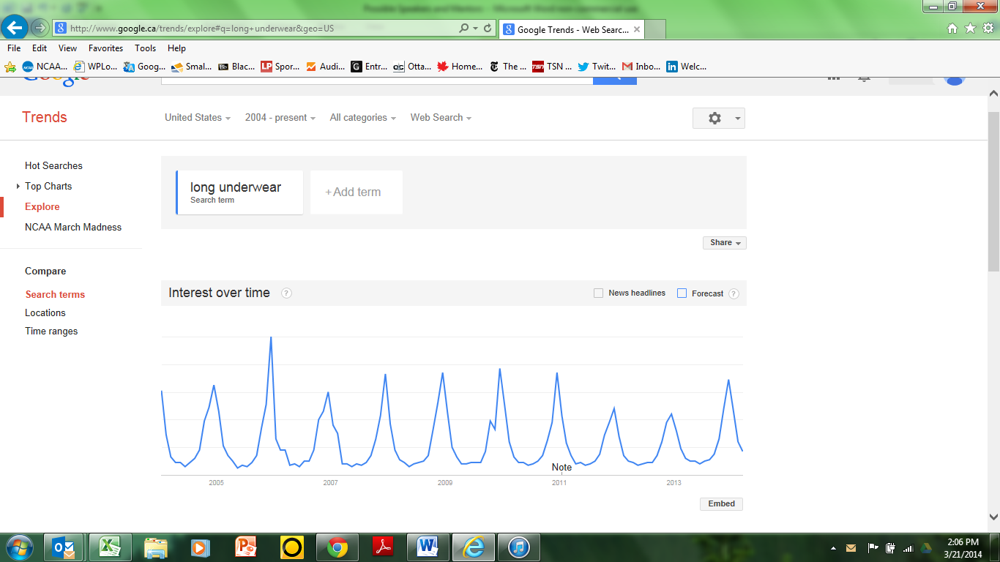 Possible Speakers and Mentors - Microsoft Word non-commercial use
http://www.google.ca/trends/explore#q=long+underwear&geo=US
Google Trends - Web Searc...
File Edit View Favorites Tools Help
NCAA... WPLo... Goog... Smal... Blac... Spor... Audi... Entr... Otta... Home... The ... TSN ... Twit... Inbo... Welc...
Google
Trends
United States 2004 - present All categories Web Search
Hot Searches
Top Charts
Explore
NCAA March Madness
Compare
Search terms
Locations
Time ranges
long underwear
Search term
+Add term
Share
Interest over time ?
News headlines Forecast ?
Note
2005 2007 2009 2011 2013
Embed
2:06 PM
3/21/2014